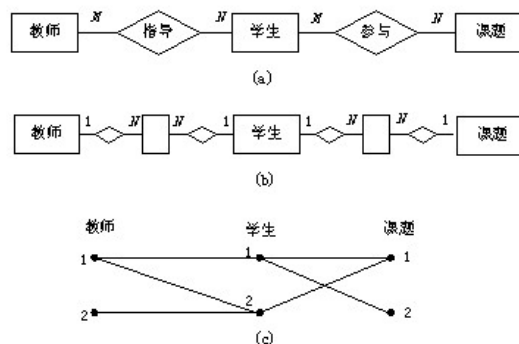 教师 M 指导 N 学生 M 参与 N 课题
(a)
教师 1 N N 1 学生 1 N N 1 课题
(b)
教师 学生 课题
1 1 1
2 2 2
(c)